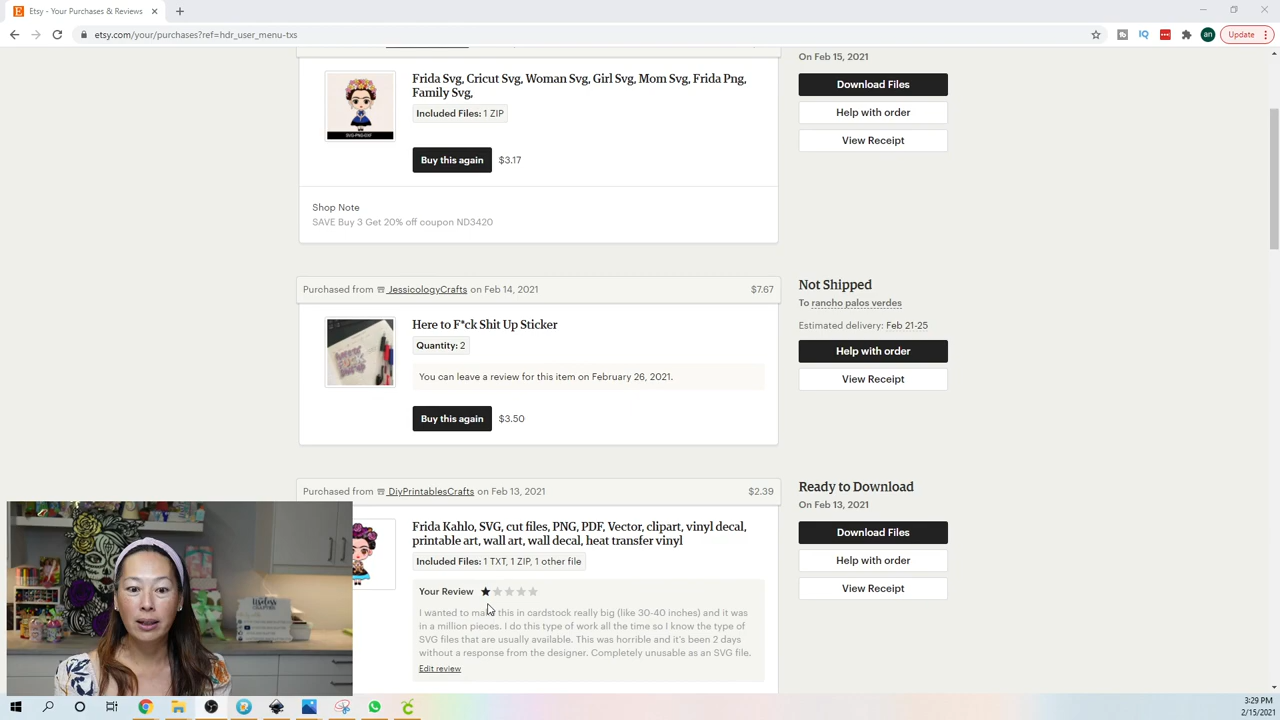 Etsy - Your Purchases & Reviews
etsy.com/your/purchases?ref=hdr_user_menu-txs
IQ
an
Update
On Feb 15, 2021
Frida Svg, Cricut Svg, Woman Svg, Girl Svg, Mom Svg, Frida Png,
Family Svg,
Included Files: 1 ZIP
SVG-PNG-DXF
Buy this again $3.17
Download Files
Help with order
View Receipt
Shop Note
SAVE Buy 3 Get 20% off coupon ND3420
Purchased from JessicologyCrafts on Feb 14, 2021 $7.67
Here to F*ck Shit Up Sticker
Quantity: 2
You can leave a review for this item on February 26, 2021.
Buy this again $3.50
Not Shipped
To rancho palos verdes
Estimated delivery: Feb 21-25
Help with order
View Receipt
Purchased from DiyPrintablesCrafts on Feb 13, 2021 $2.39
Frida Kahlo, SVG, cut files, PNG, PDF, Vector, clipart, vinyl decal,
printable art, wall art, wall decal, heat transfer vinyl
Included Files: 1 TXT, 1 ZIP, 1 other file
Your Review
I wanted to make this in cardstock really big (like 30-40 inches) and it was
in a million pieces. I do this type of work all the time so I know the type of
SVG files that are usually available. This was horrible and it's been 2 days
without a response from the designer. Completely unusable as an SVG file.
Edit review
Ready to Download
On Feb 13, 2021
Download Files
Help with order
View Receipt
3:29 PM
2/15/2021